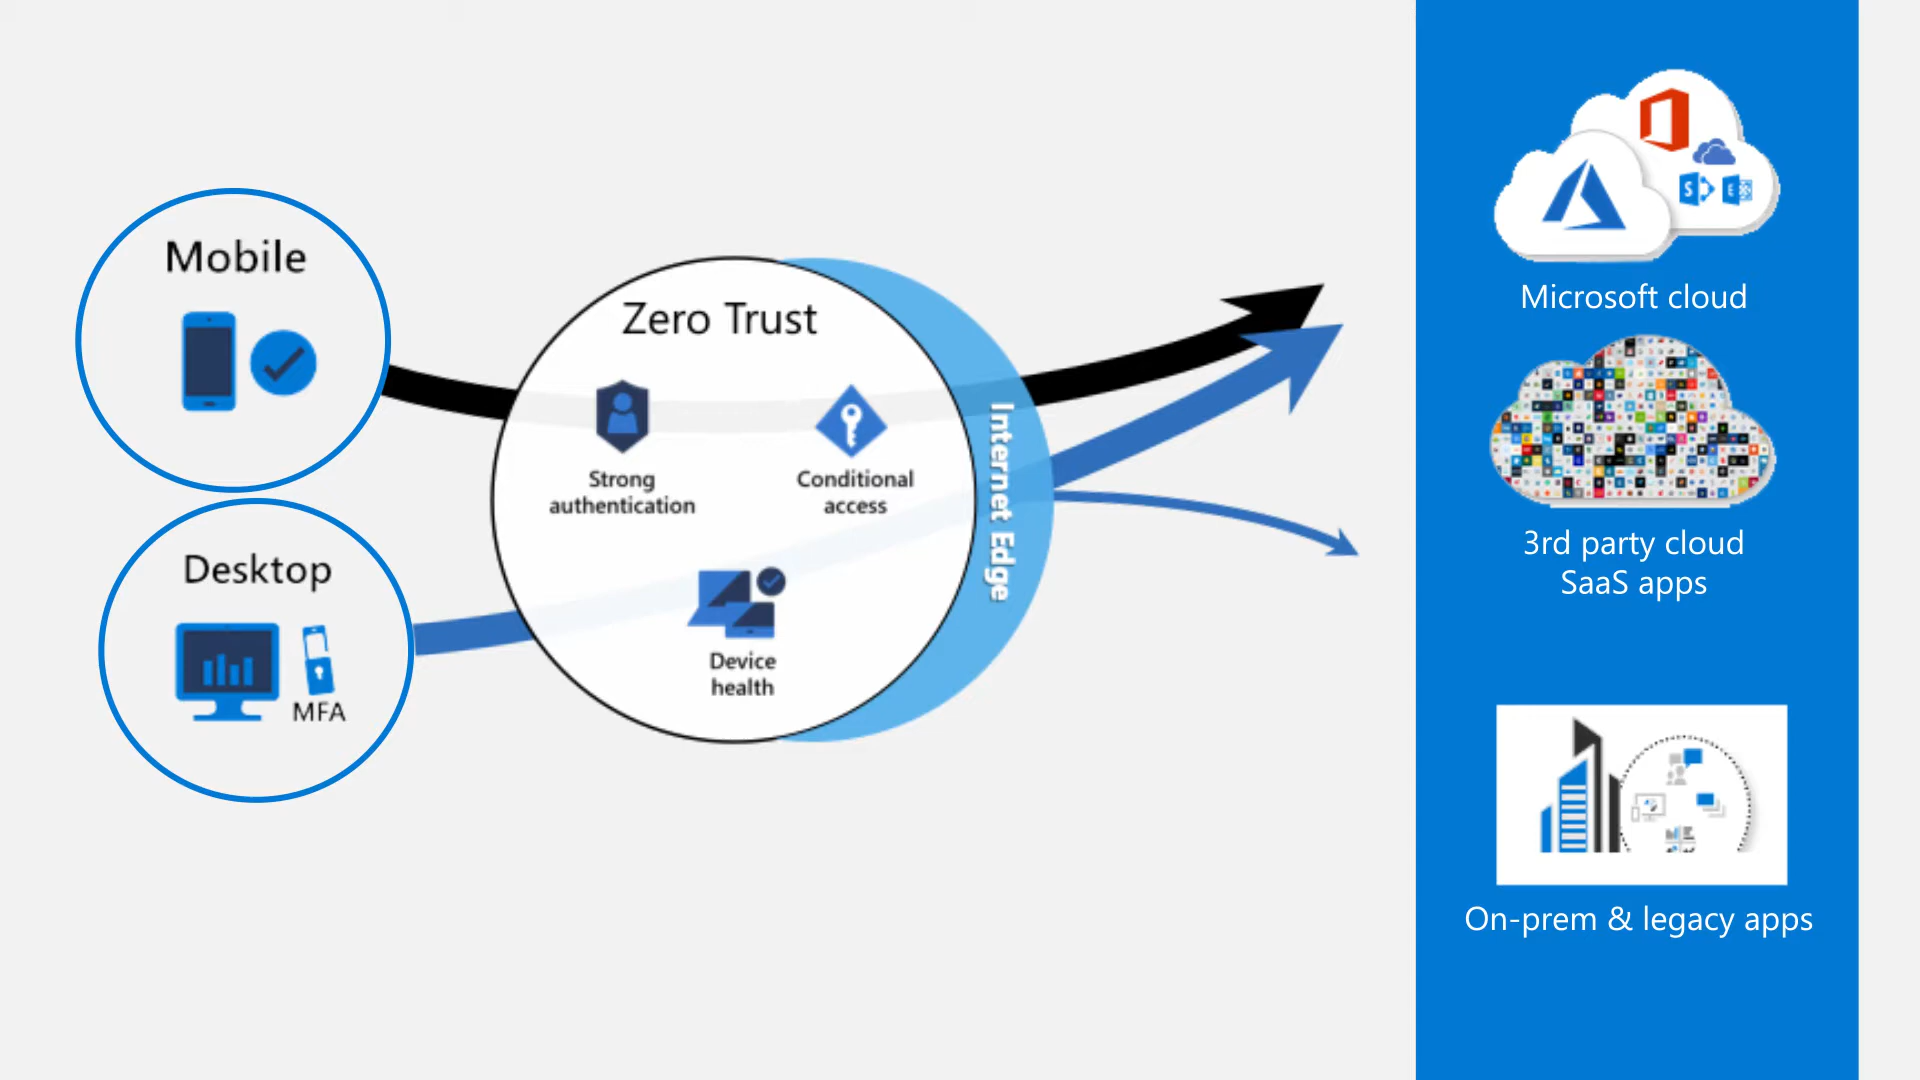 Mobile
Desktop
MFA
Zero Trust
Strong
authentication
Conditional
access
Device
health
Internet Edge
S
E
Microsoft cloud
3rd party cloud
SaaS apps
On-prem & legacy apps